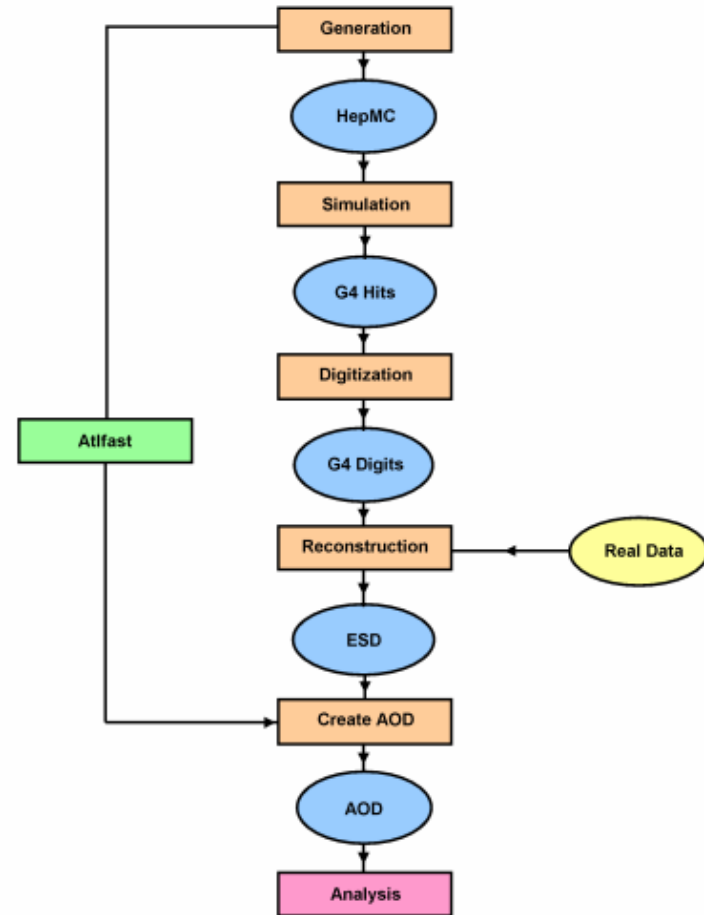 Generation
HepMC
Simulation
G4 Hits
Digitization
Atlfast
G4 Digits
Reconstruction
Real Data
ESD
Create AOD
AOD
Analysis